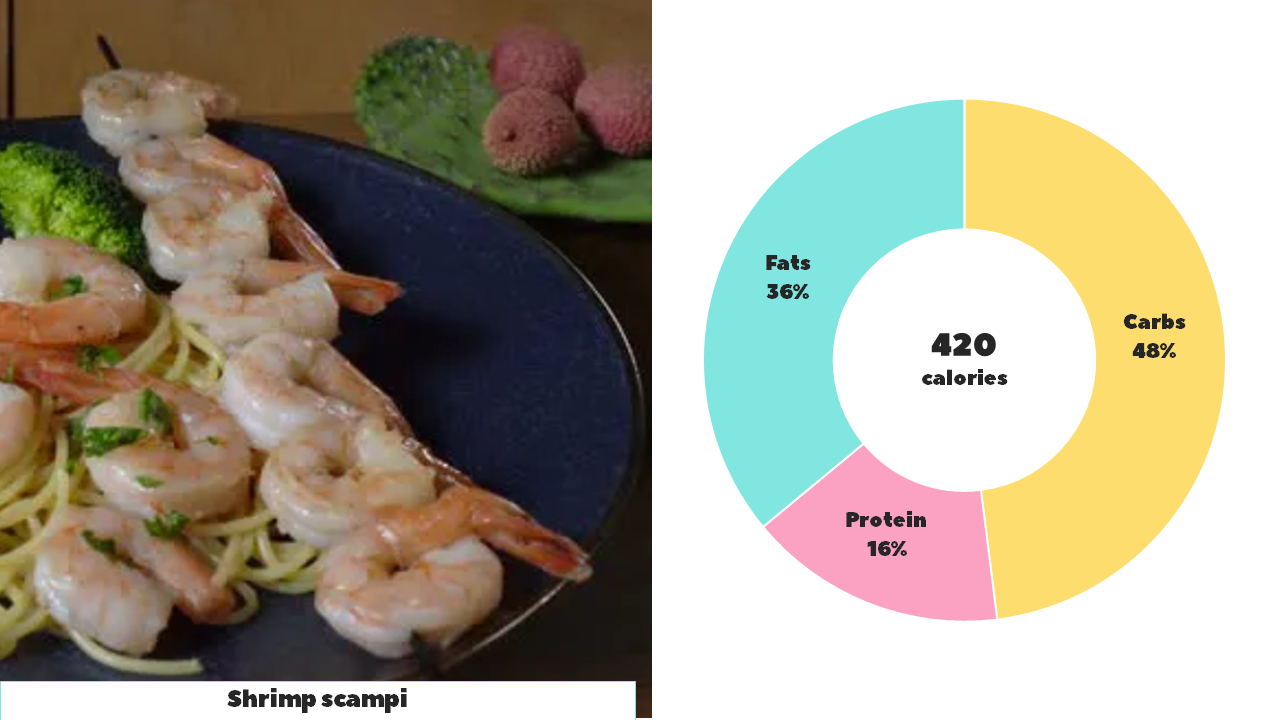 Shrimp scampi
Fats
36%
Carbs
48%
420
calories
Protein
16%